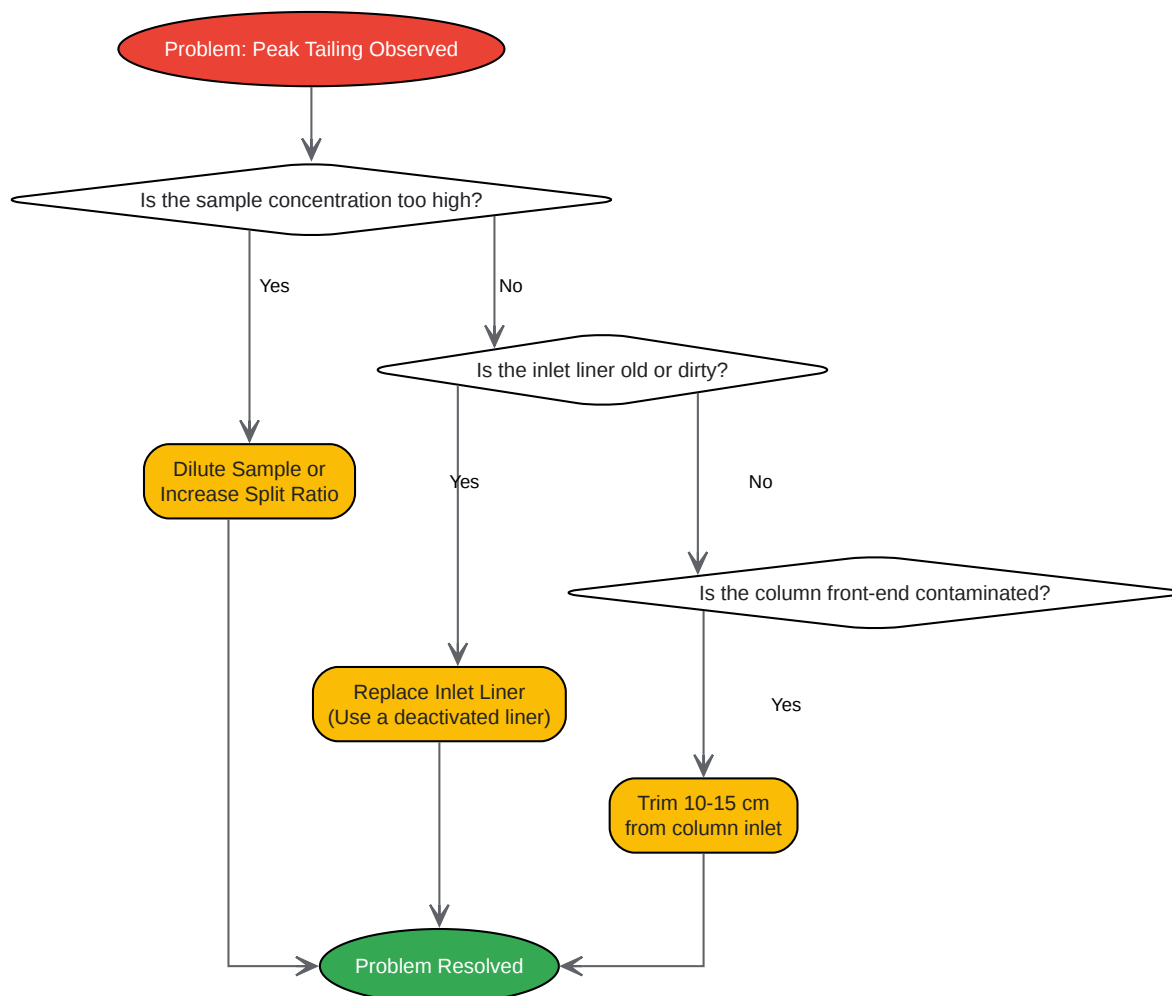 Problem: Peak Tailing Observed
Is the sample concentration too high?
Yes
No
Is the inlet liner old or dirty?
Dilute Sample or
Increase Split Ratio
Yes
No
Is the column front-end contaminated?
Replace Inlet Liner
(Use a deactivated liner)
Yes
Trim 10-15 cm
from column inlet
Problem Resolved